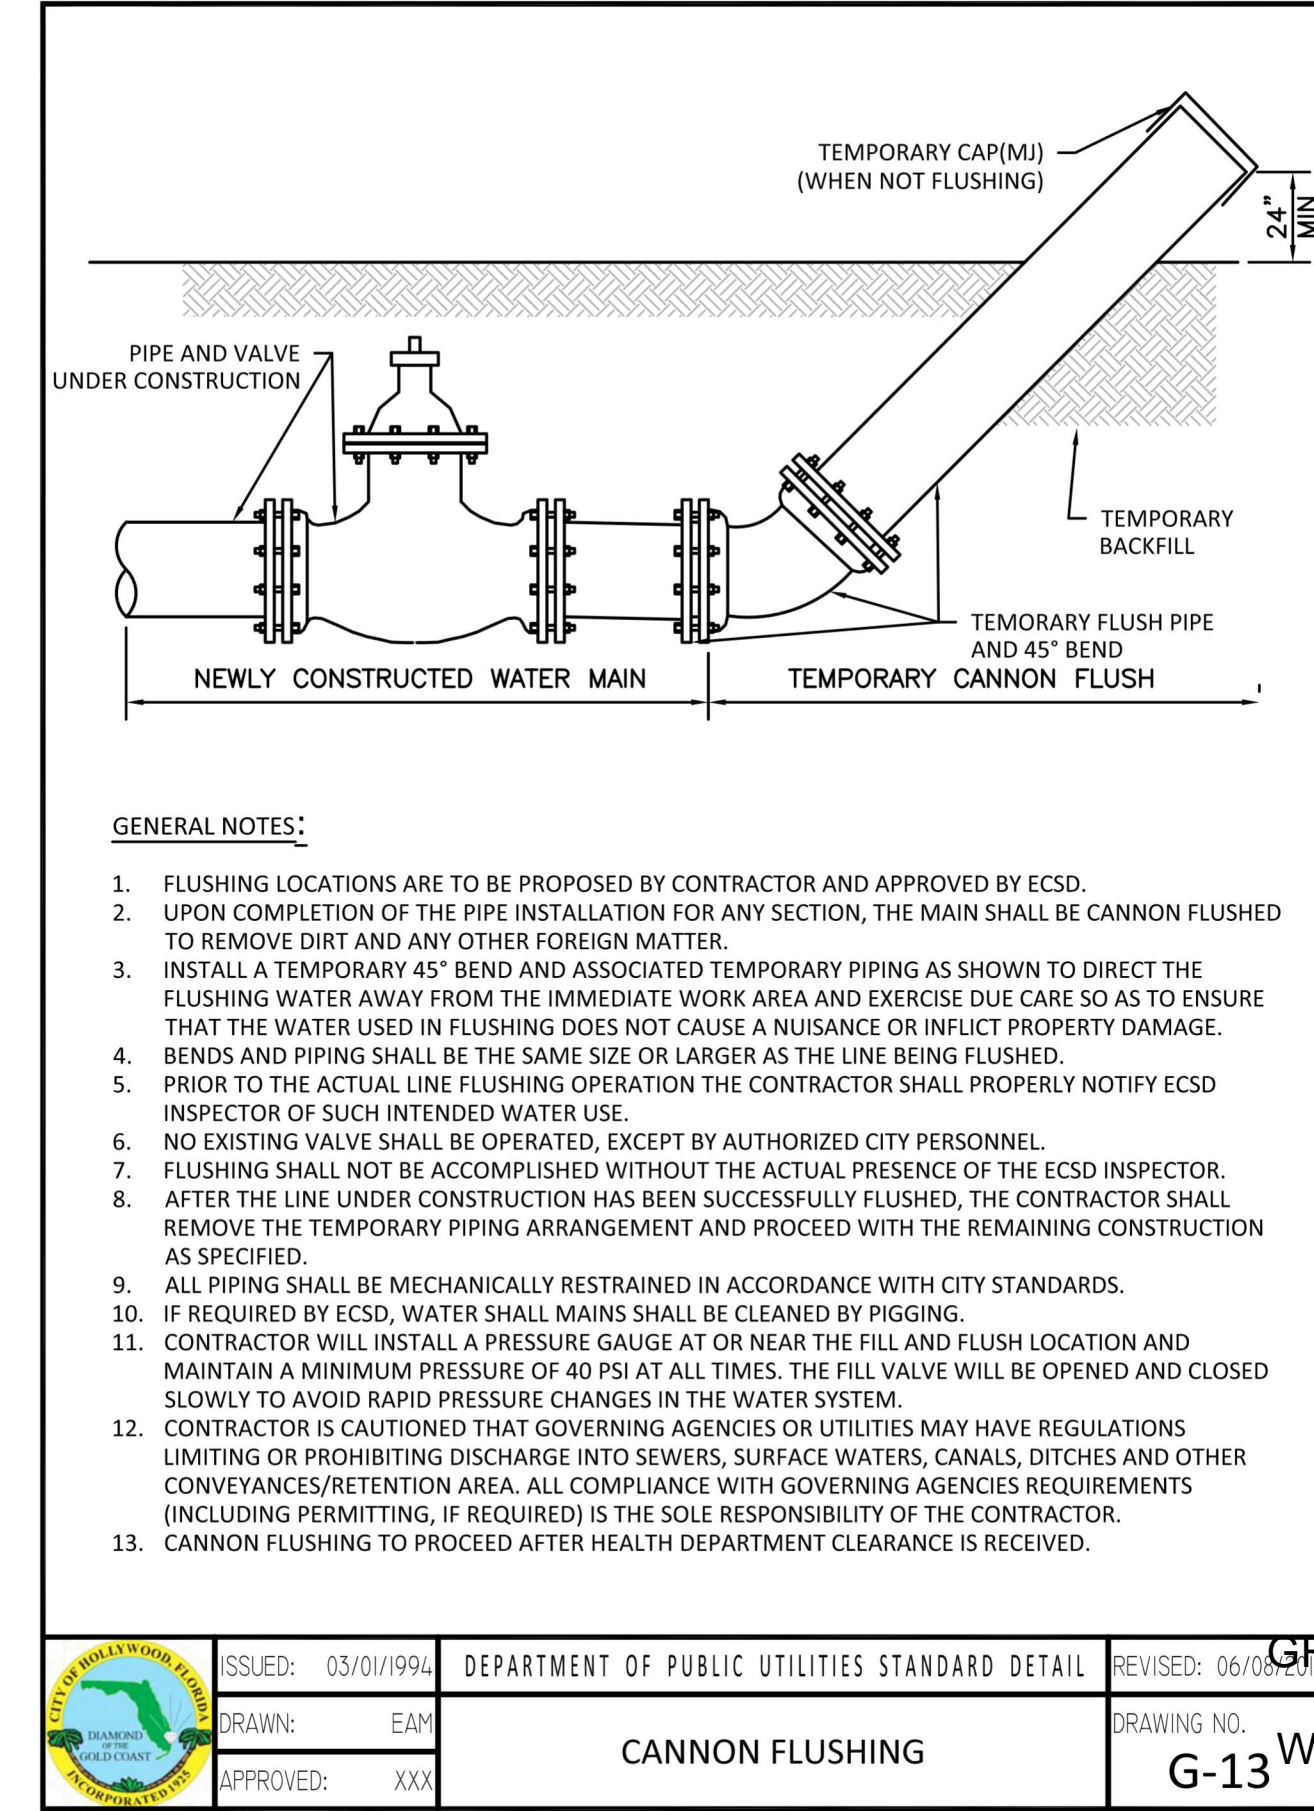 TEMPORARY CAP(MJ)
(WHEN NOT FLUSHING)
24"
MIN
PIPE AND VALVE
UNDER CONSTRUCTION
TEMPORARY
BACKFILL
TEMORARY FLUSH PIPE
AND 45° BEND
NEWLY CONSTRUCTED WATER MAIN
TEMPORARY CANNON FLUSH
GENERAL NOTES:
1. FLUSHING LOCATIONS ARE TO BE PROPOSED BY CONTRACTOR AND APPROVED BY ECSD.
2. UPON COMPLETION OF THE PIPE INSTALLATION FOR ANY SECTION, THE MAIN SHALL BE CANNON FLUSHED
TO REMOVE DIRT AND ANY OTHER FOREIGN MATTER.
3. INSTALL A TEMPORARY 45° BEND AND ASSOCIATED TEMPORARY PIPING AS SHOWN TO DIRECT THE
FLUSHING WATER AWAY FROM THE IMMEDIATE WORK AREA AND EXERCISE DUE CARE SO AS TO ENSURE
THAT THE WATER USED IN FLUSHING DOES NOT CAUSE A NUISANCE OR INFLICT PROPERTY DAMAGE.
4. BENDS AND PIPING SHALL BE THE SAME SIZE OR LARGER AS THE LINE BEING FLUSHED.
5. PRIOR TO THE ACTUAL LINE FLUSHING OPERATION THE CONTRACTOR SHALL PROPERLY NOTIFY ECSD
INSPECTOR OF SUCH INTENDED WATER USE.
6. NO EXISTING VALVE SHALL BE OPERATED, EXCEPT BY AUTHORIZED CITY PERSONNEL.
7. FLUSHING SHALL NOT BE ACCOMPLISHED WITHOUT THE ACTUAL PRESENCE OF THE ECSD INSPECTOR.
8. AFTER THE LINE UNDER CONSTRUCTION HAS BEEN SUCCESSFULLY FLUSHED, THE CONTRACTOR SHALL
REMOVE THE TEMPORARY PIPING ARRANGEMENT AND PROCEED WITH THE REMAINING CONSTRUCTION
AS SPECIFIED.
9. ALL PIPING SHALL BE MECHANICALLY RESTRAINED IN ACCORDANCE WITH CITY STANDARDS.
10. IF REQUIRED BY ECSD, WATER SHALL MAINS SHALL BE CLEANED BY PIGGING.
11. CONTRACTOR WILL INSTALL A PRESSURE GAUGE AT OR NEAR THE FILL AND FLUSH LOCATION AND
MAINTAIN A MINIMUM PRESSURE OF 40 PSI AT ALL TIMES. THE FILL VALVE WILL BE OPENED AND CLOSED
SLOWLY TO AVOID RAPID PRESSURE CHANGES IN THE WATER SYSTEM.
12. CONTRACTOR IS CAUTIONED THAT GOVERNING AGENCIES OR UTILITIES MAY HAVE REGULATIONS
LIMITING OR PROHIBITING DISCHARGE INTO SEWERS, SURFACE WATERS, CANALS, DITCHES AND OTHER
CONVEYANCES/RETENTION AREA. ALL COMPLIANCE WITH GOVERNING AGENCIES REQUIREMENTS
(INCLUDING PERMITTING, IF REQUIRED) IS THE SOLE RESPONSIBILITY OF THE CONTRACTOR.
13. CANNON FLUSHING TO PROCEED AFTER HEALTH DEPARTMENT CLEARANCE IS RECEIVED.
CITY OF HOLLYWOOD, FLORIDA
DIAMOND
OF THE
GOLD COAST
INCORPORATED 1925
ISSUED: 03/01/1994
DRAWN: EAM
APPROVED: XXX
DEPARTMENT OF PUBLIC UTILITIES STANDARD DETAIL
CANNON FLUSHING
REVISED: 06/08/
DRAWING NO.
G-13